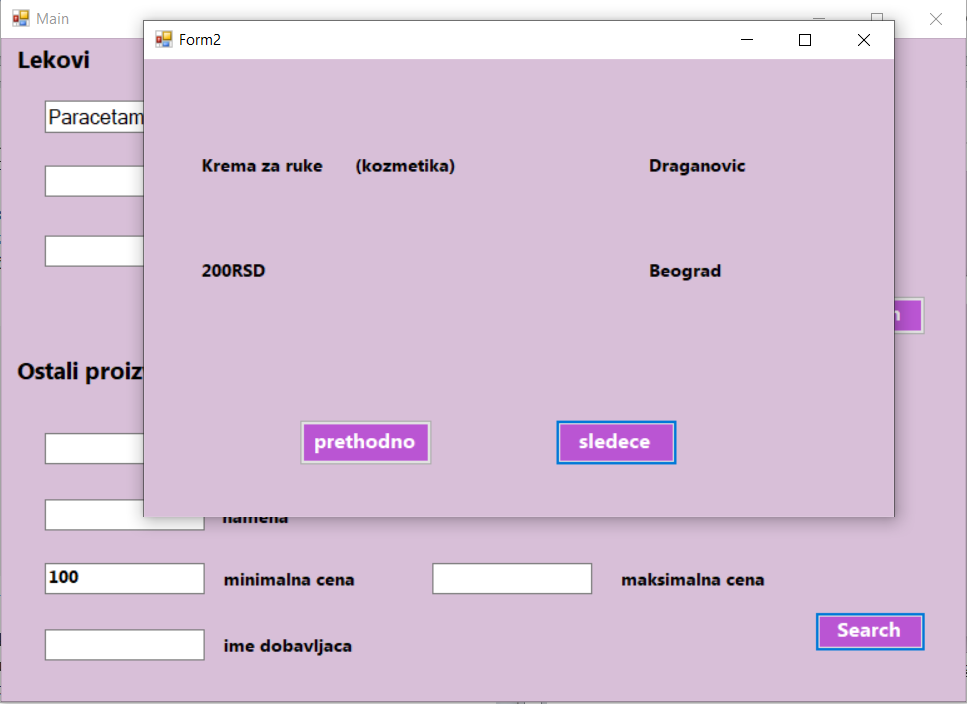 Main
Form2
Lekovi
Paracetam
Krema za ruke (kozmetika) Draganovic
200RSD Beograd
Ostali proiz
prethodno sledece
namena
100 minimalna cena maksimalna cena
Search
ime dobavljaca